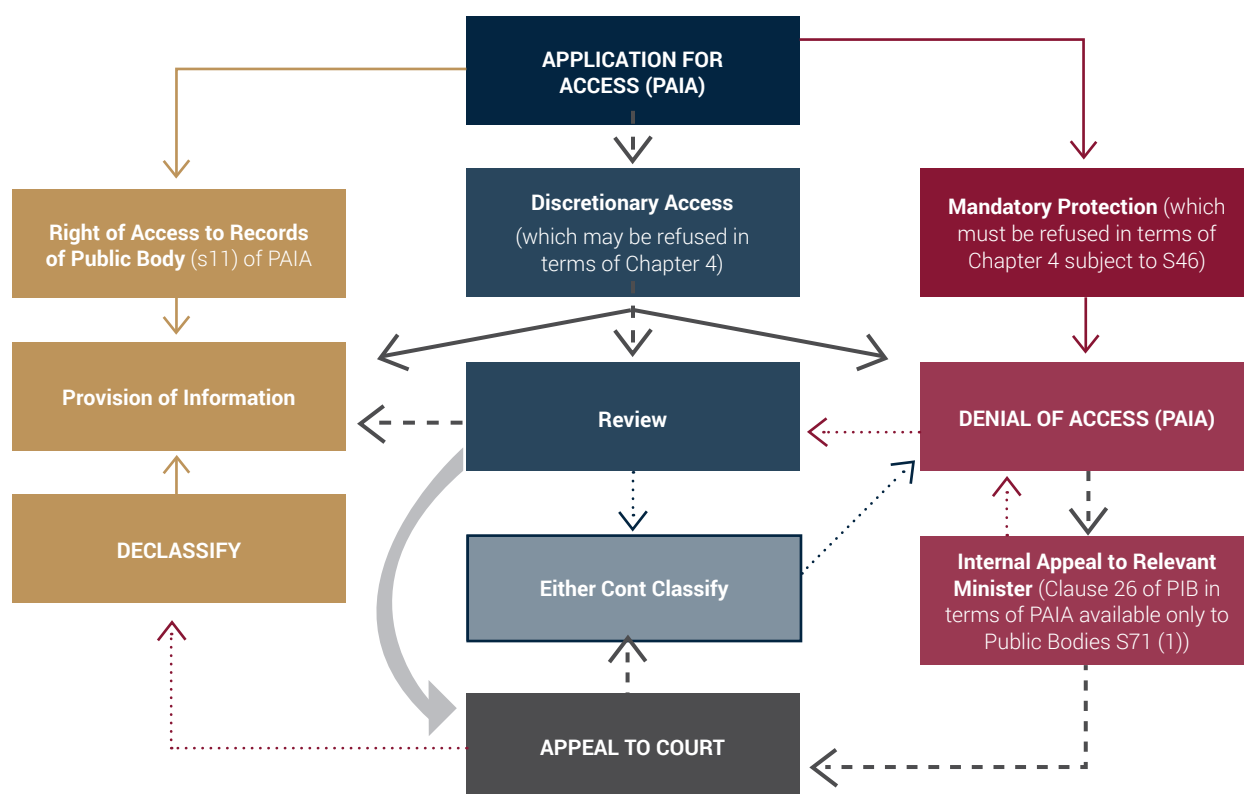 APPLICATION FOR
ACCESS (PAIA)
Right of Access to Records
of Public Body (s11) of PAIA
Discretionary Access
(which may be refused in
terms of Chapter 4)
Mandatory Protection (which
must be refused in terms of
Chapter 4 subject to S46)
Provision of Information
Review
DENIAL OF ACCESS (PAIA)
DECLASSIFY
Either Cont Classify
Internal Appeal to Relevant
Minister (Clause 26 of PIB in
terms of PAIA available only to
Public Bodies S71 (1))
APPEAL TO COURT